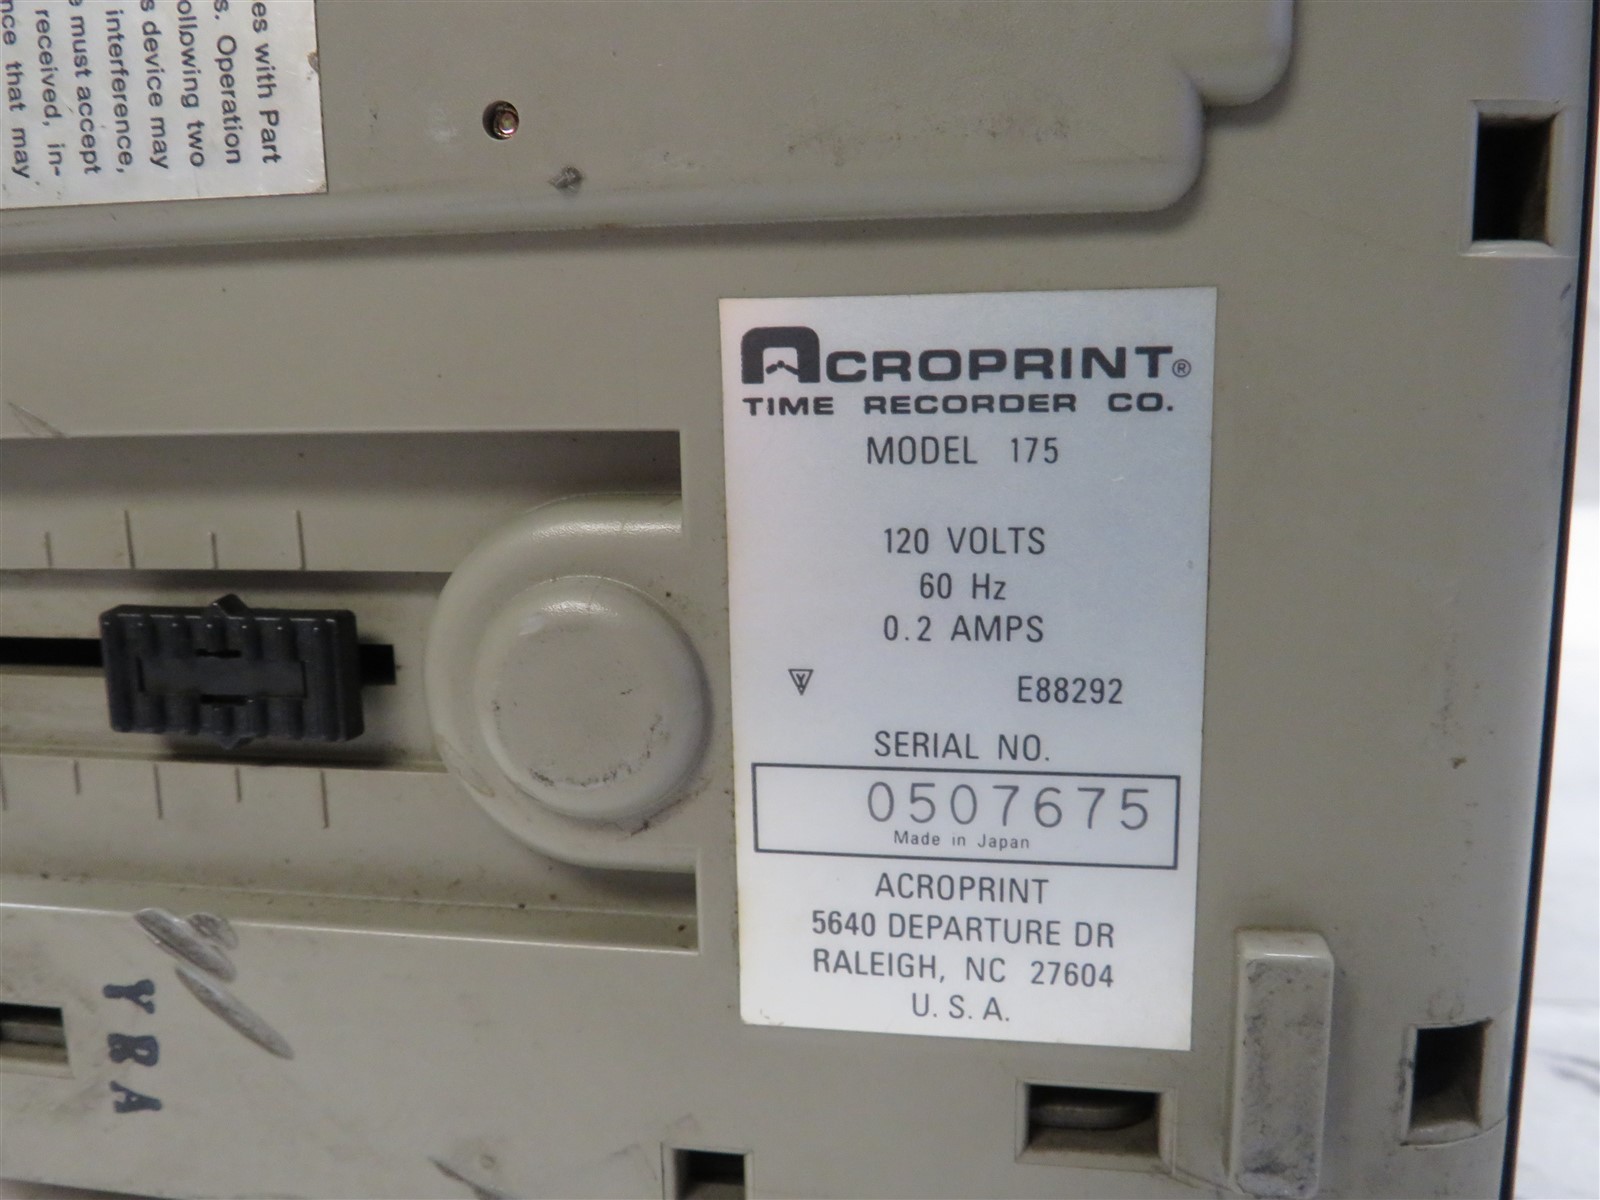 es with Part
s. Operation
ollowing two
s device may
interference,
must accept
received, in-
nce that may
ACROPRINT®
TIME RECORDER CO.
MODEL 175
120 VOLTS
60 Hz
0.2 AMPS
E88292
SERIAL NO.
0507675
Made in Japan
ACROPRINT
5640 DEPARTURE DR
RALEIGH, NC 27604
U. S. A.
YRA